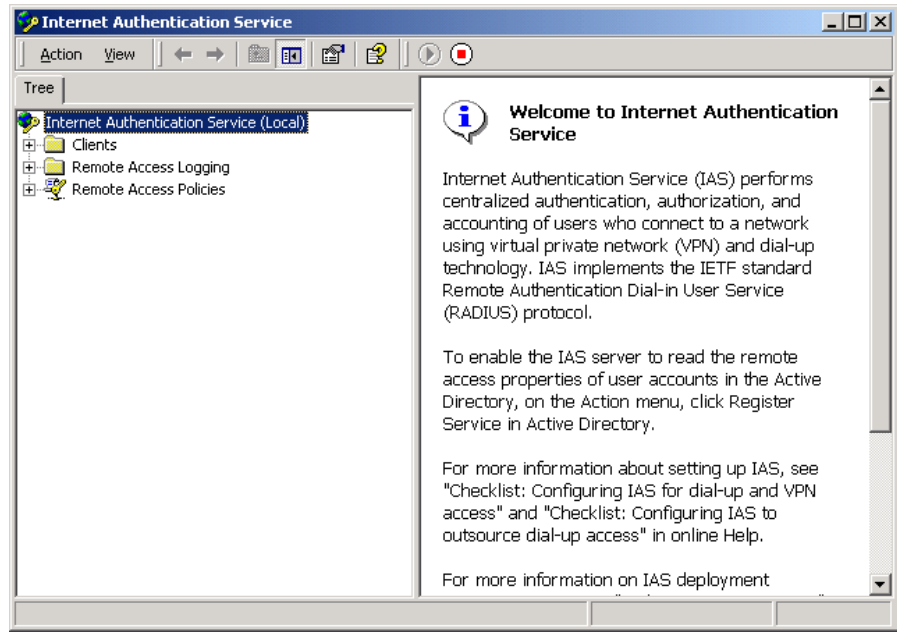 Internet Authentication Service
Action View
Tree
Internet Authentication Service (Local)
Clients
Remote Access Logging
Remote Access Policies
Welcome to Internet Authentication
Service
Internet Authentication Service (IAS) performs
centralized authentication, authorization, and
accounting of users who connect to a network
using virtual private network (VPN) and dial-up
technology. IAS implements the IETF standard
Remote Authentication Dial-in User Service
(RADIUS) protocol.
To enable the IAS server to read the remote
access properties of user accounts in the Active
Directory, on the Action menu, click Register
Service in Active Directory.
For more information about setting up IAS, see
"Checklist: Configuring IAS for dial-up and VPN
access" and "Checklist: Configuring IAS to
outsource dial-up access" in online Help.
For more information on IAS deployment